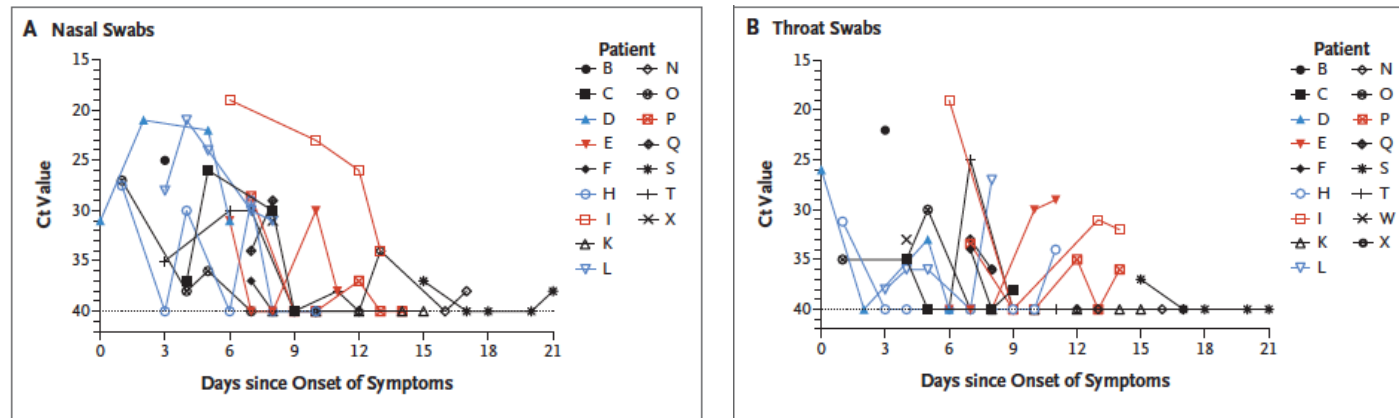 A Nasal Swabs
Patient
B N
C O
D P
E Q
F S
H T
I X
K
L
Ct Value
15
20
25
30
35
40
0 3 6 9 12 15 18 21
Days since Onset of Symptoms
B Throat Swabs
Patient
B N
C O
D P
E Q
F S
H T
I W
K X
L
Ct Value
15
20
25
30
35
40
0 3 6 9 12 15 18 21
Days since Onset of Symptoms